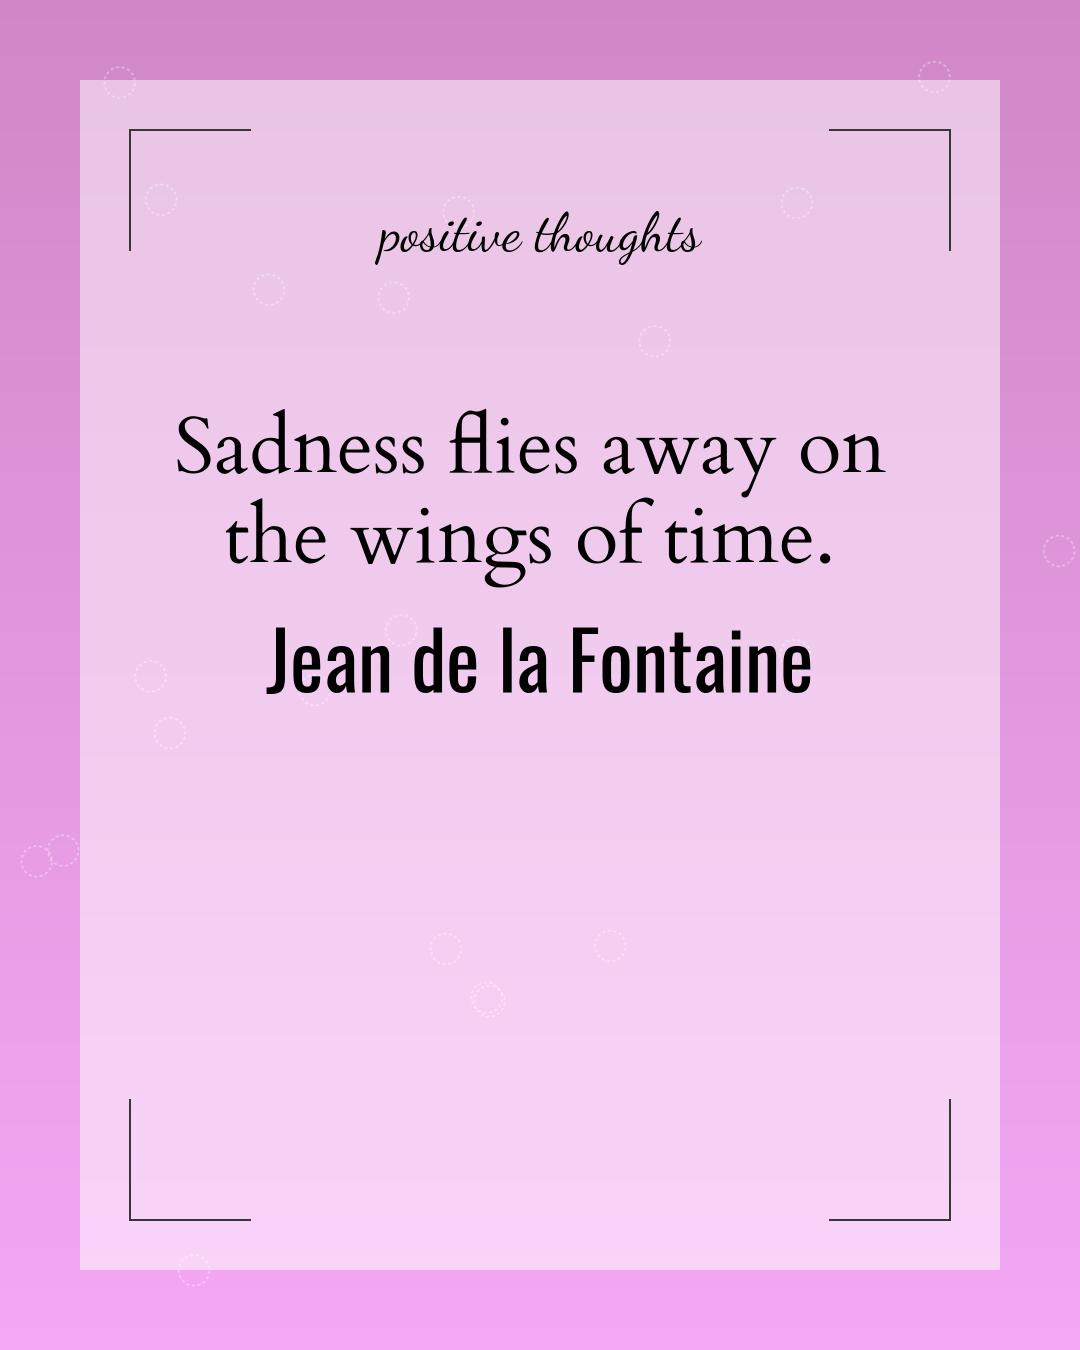 positive thoughts
Sadness flies away on
the wings of time.
Jean de la Fontaine